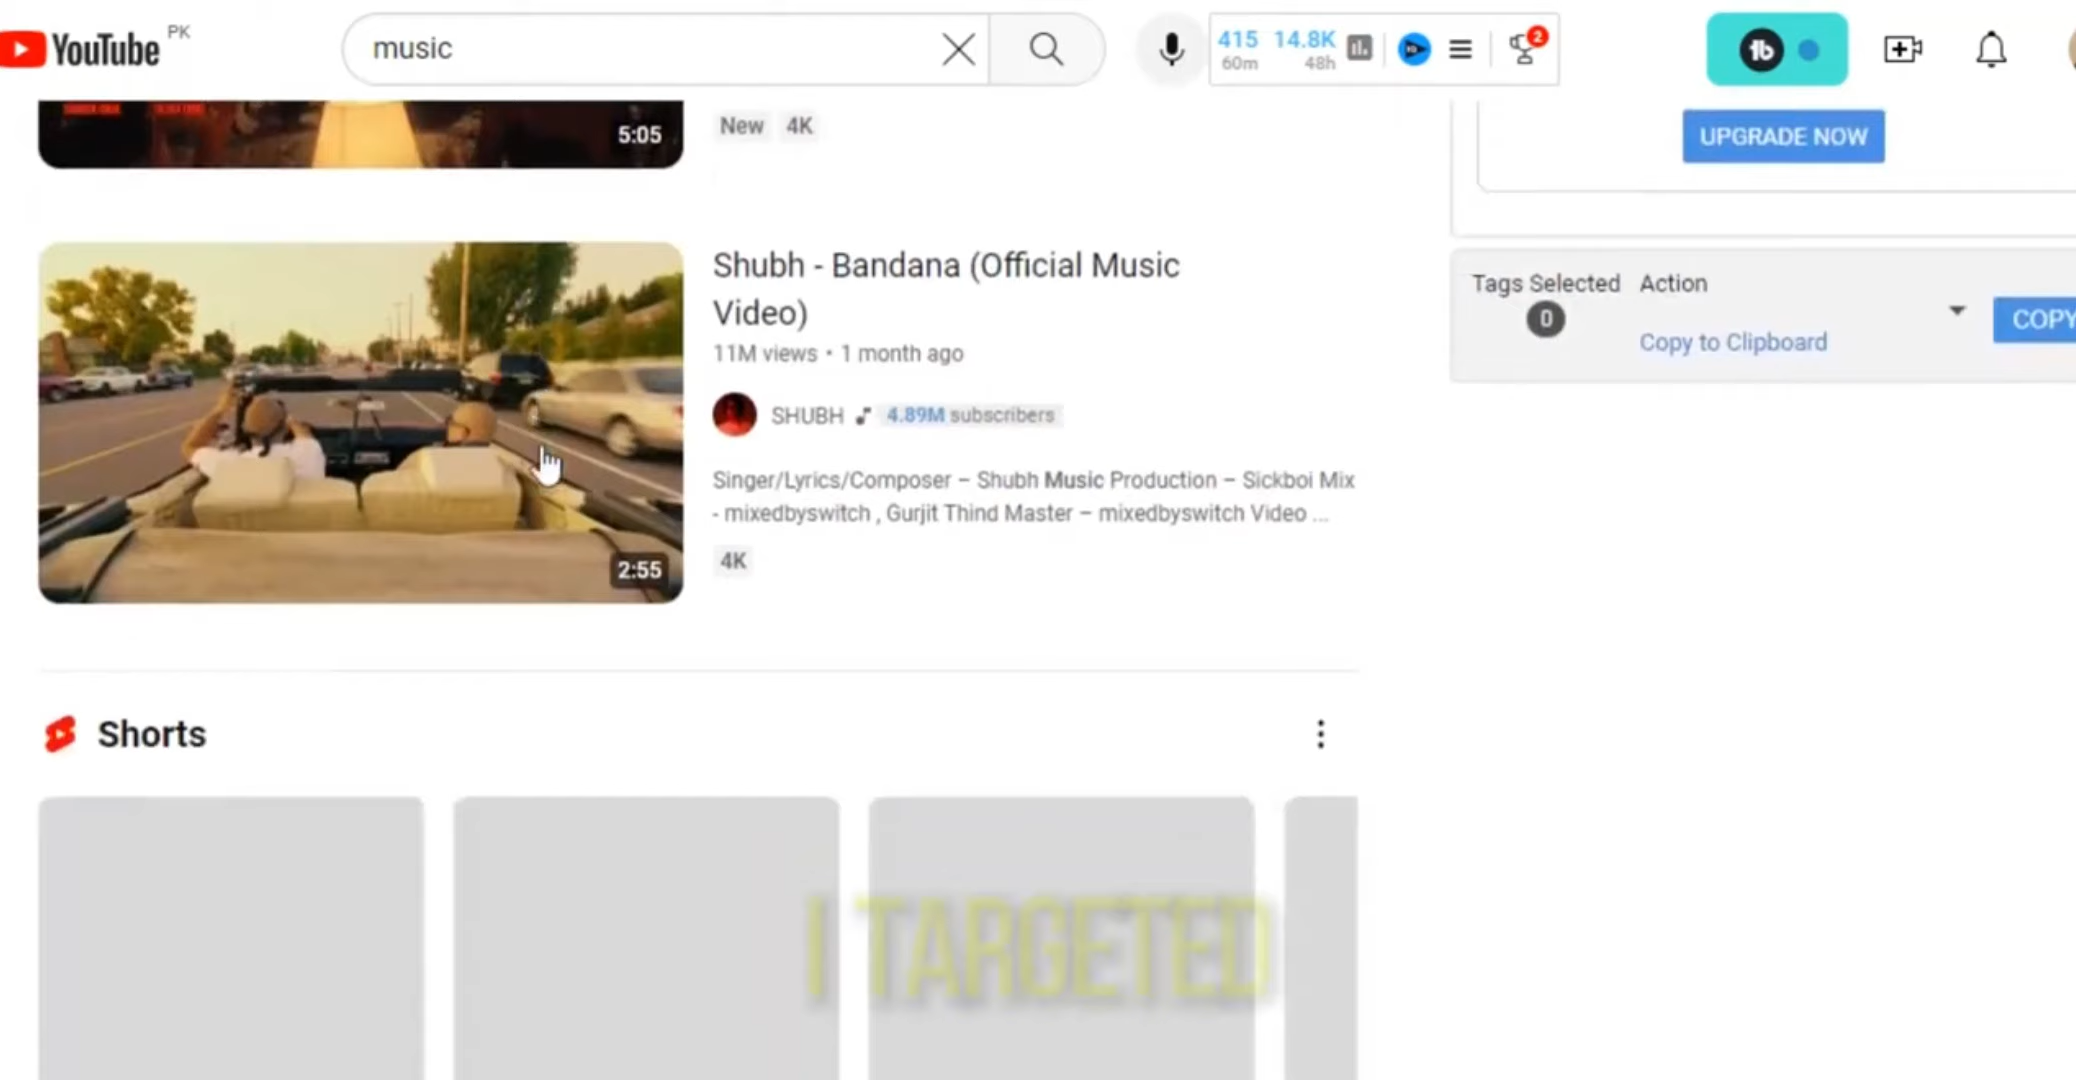 YouTube PK
music
415 14.8K
60m 48h
2
5:05
New 4K
UPGRADE NOW
Shubh - Bandana (Official Music
Video)
11M views • 1 month ago
SHUBH 4.89M subscribers
Singer/Lyrics/Composer – Shubh Music Production – Sickboi Mix
- mixedbyswitch , Gurjit Thind Master – mixedbyswitch Video ...
4K
2:55
Tags Selected Action
0
Copy to Clipboard
COPY
Shorts
I TARGETED